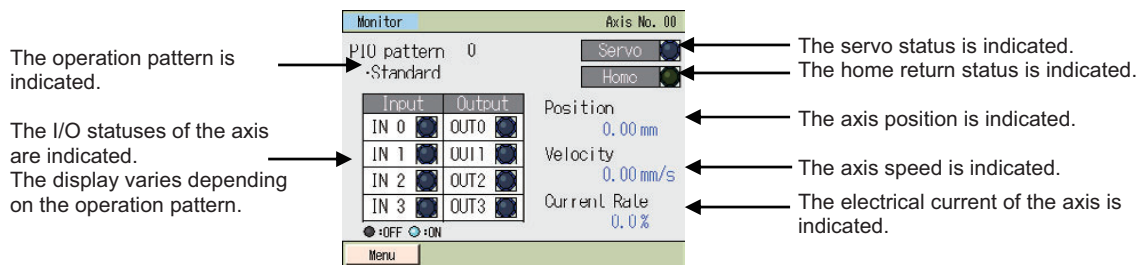 The operation pattern is
indicated.
The I/O statuses of the axis
are indicated.
The display varies depending
on the operation pattern.
Monitor Axis No. 00
PIO pattern 0
・Standard
Servo
Home
Input Output
IN 0 OUT0
IN 1 OUT1
IN 2 OUT2
IN 3 OUT3
:OFF :ON
Position
0.00 mm
Velocity
0.00 mm/s
Current Rate
0.0 %
Menu
The servo status is indicated.
The home return status is indicated.
The axis position is indicated.
The axis speed is indicated.
The electrical current of the axis is
indicated.